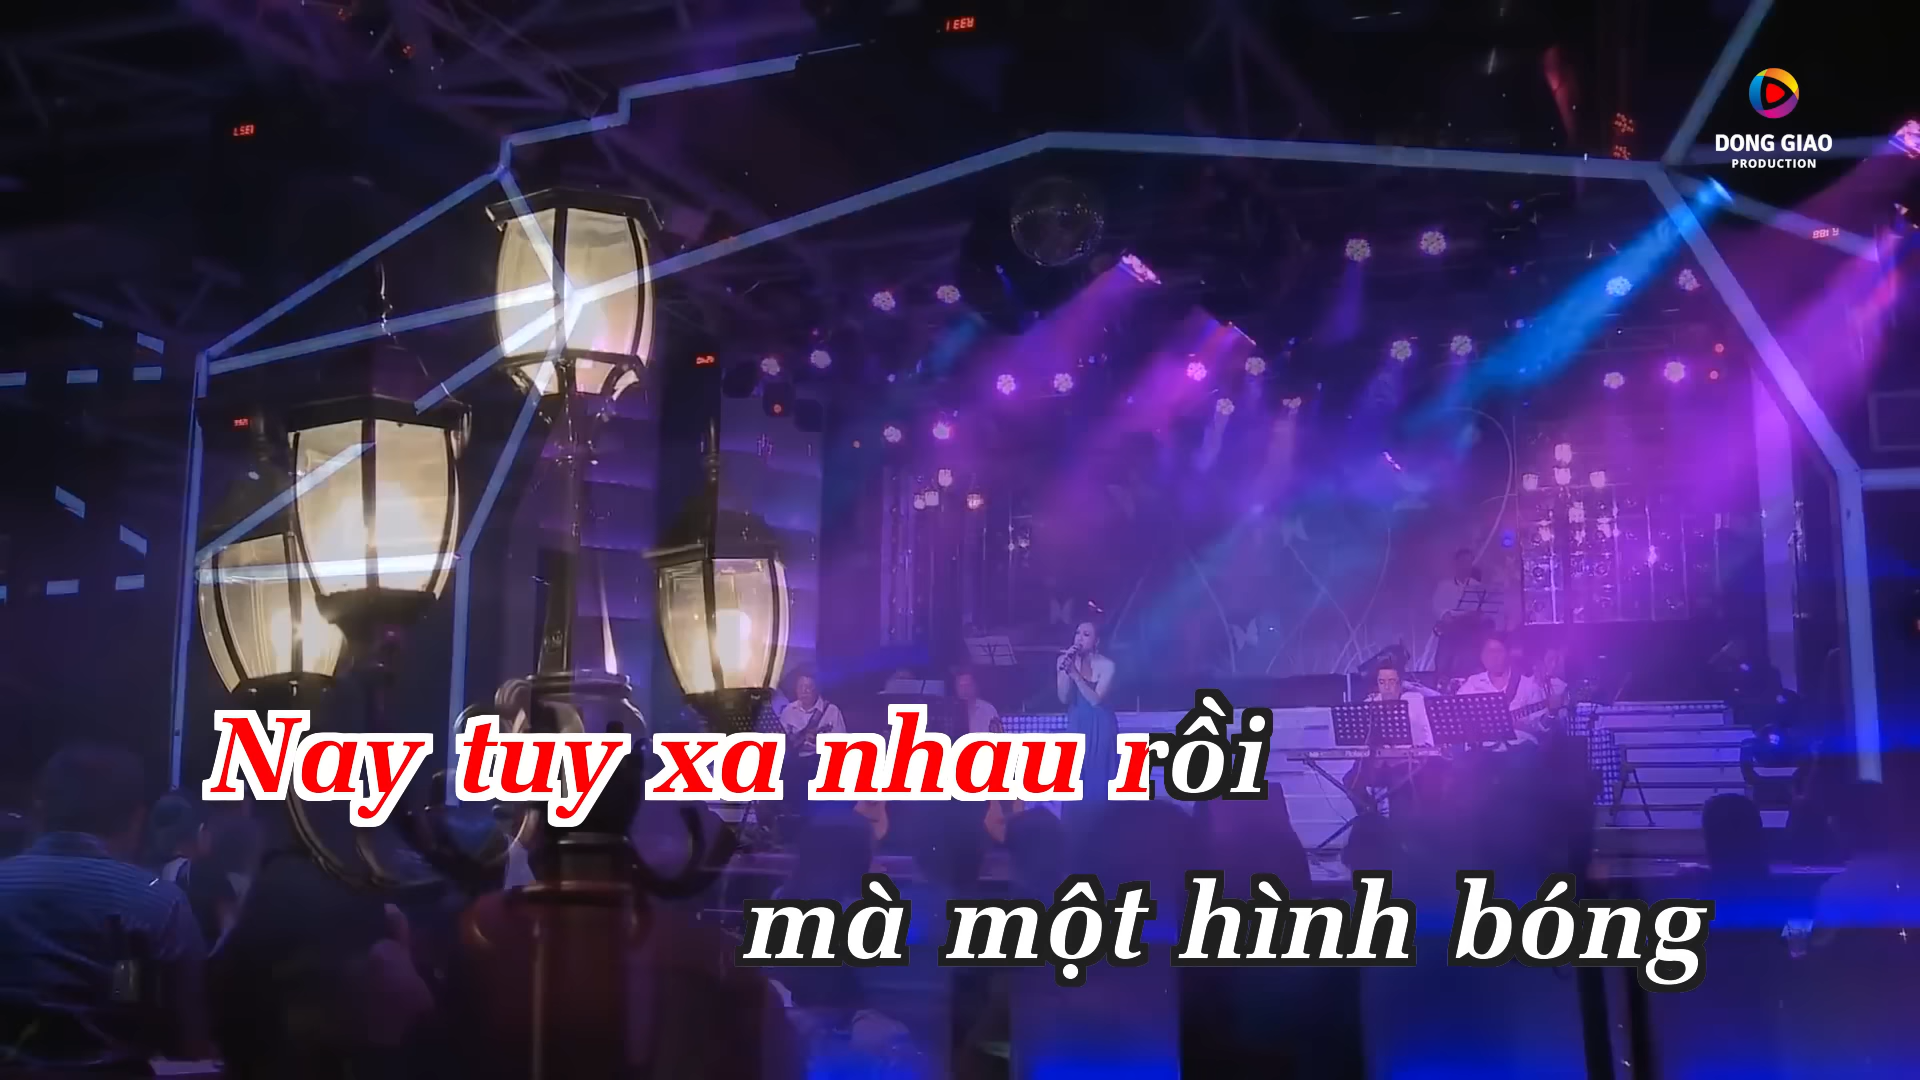 DONG GIAO
PRODUCTION
Nay tuy xa nhau rồi
mà một hình bóng